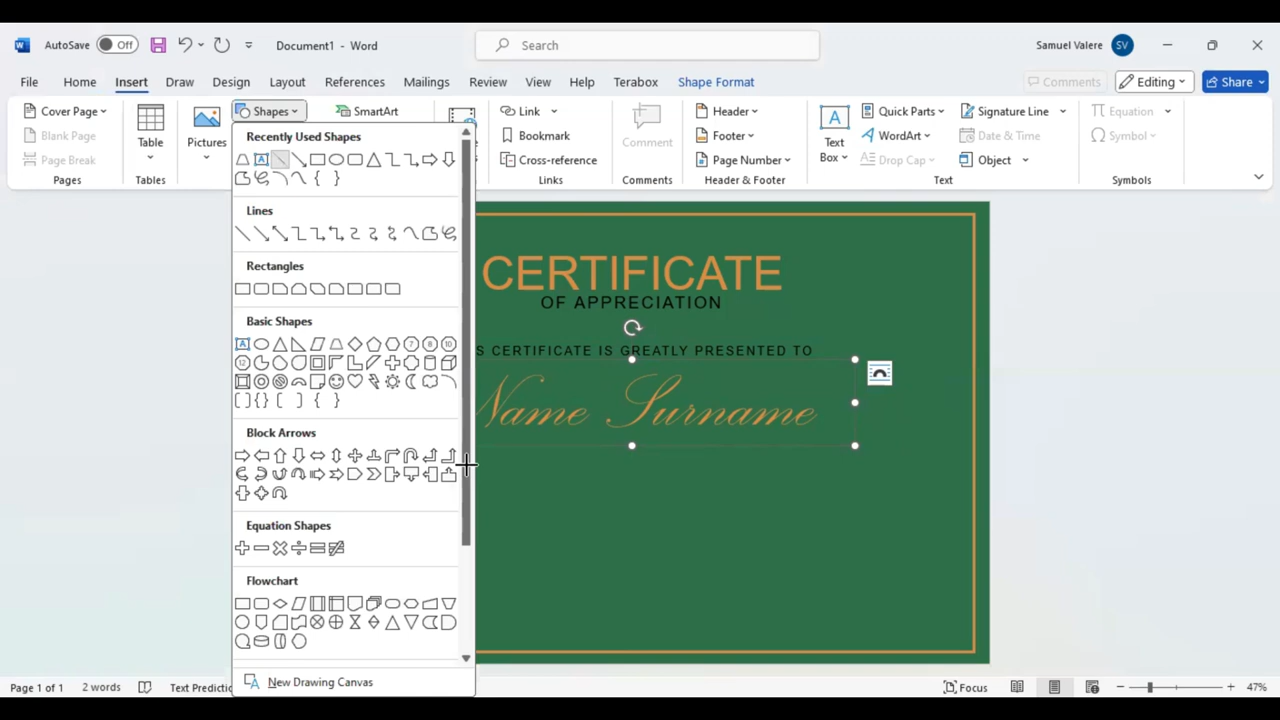 AutoSave Off Document1 - Word Search Samuel Valere SV
File Home Insert Draw Design Layout References Mailings Review View Help Terabox Shape Format Comments Editing Share
Cover Page
Blank Page
Page Break
Pages
Table
Tables
Pictures
Shapes
SmartArt
Link
Bookmark
Cross-reference
Links
Comment
Comments
Header
Footer
Page Number
Header & Footer
Text
Box
Quick Parts
WordArt
Drop Cap
Signature Line
Date & Time
Object
Text
Equation
Symbol
Symbols
Recently Used Shapes
Lines
Rectangles
Basic Shapes
Block Arrows
Equation Shapes
Flowchart
New Drawing Canvas
CERTIFICATE
OF APPRECIATION
S CERTIFICATE IS GREATLY PRESENTED TO
Name Surname
Page 1 of 1 2 words Text Predictio Focus 47%